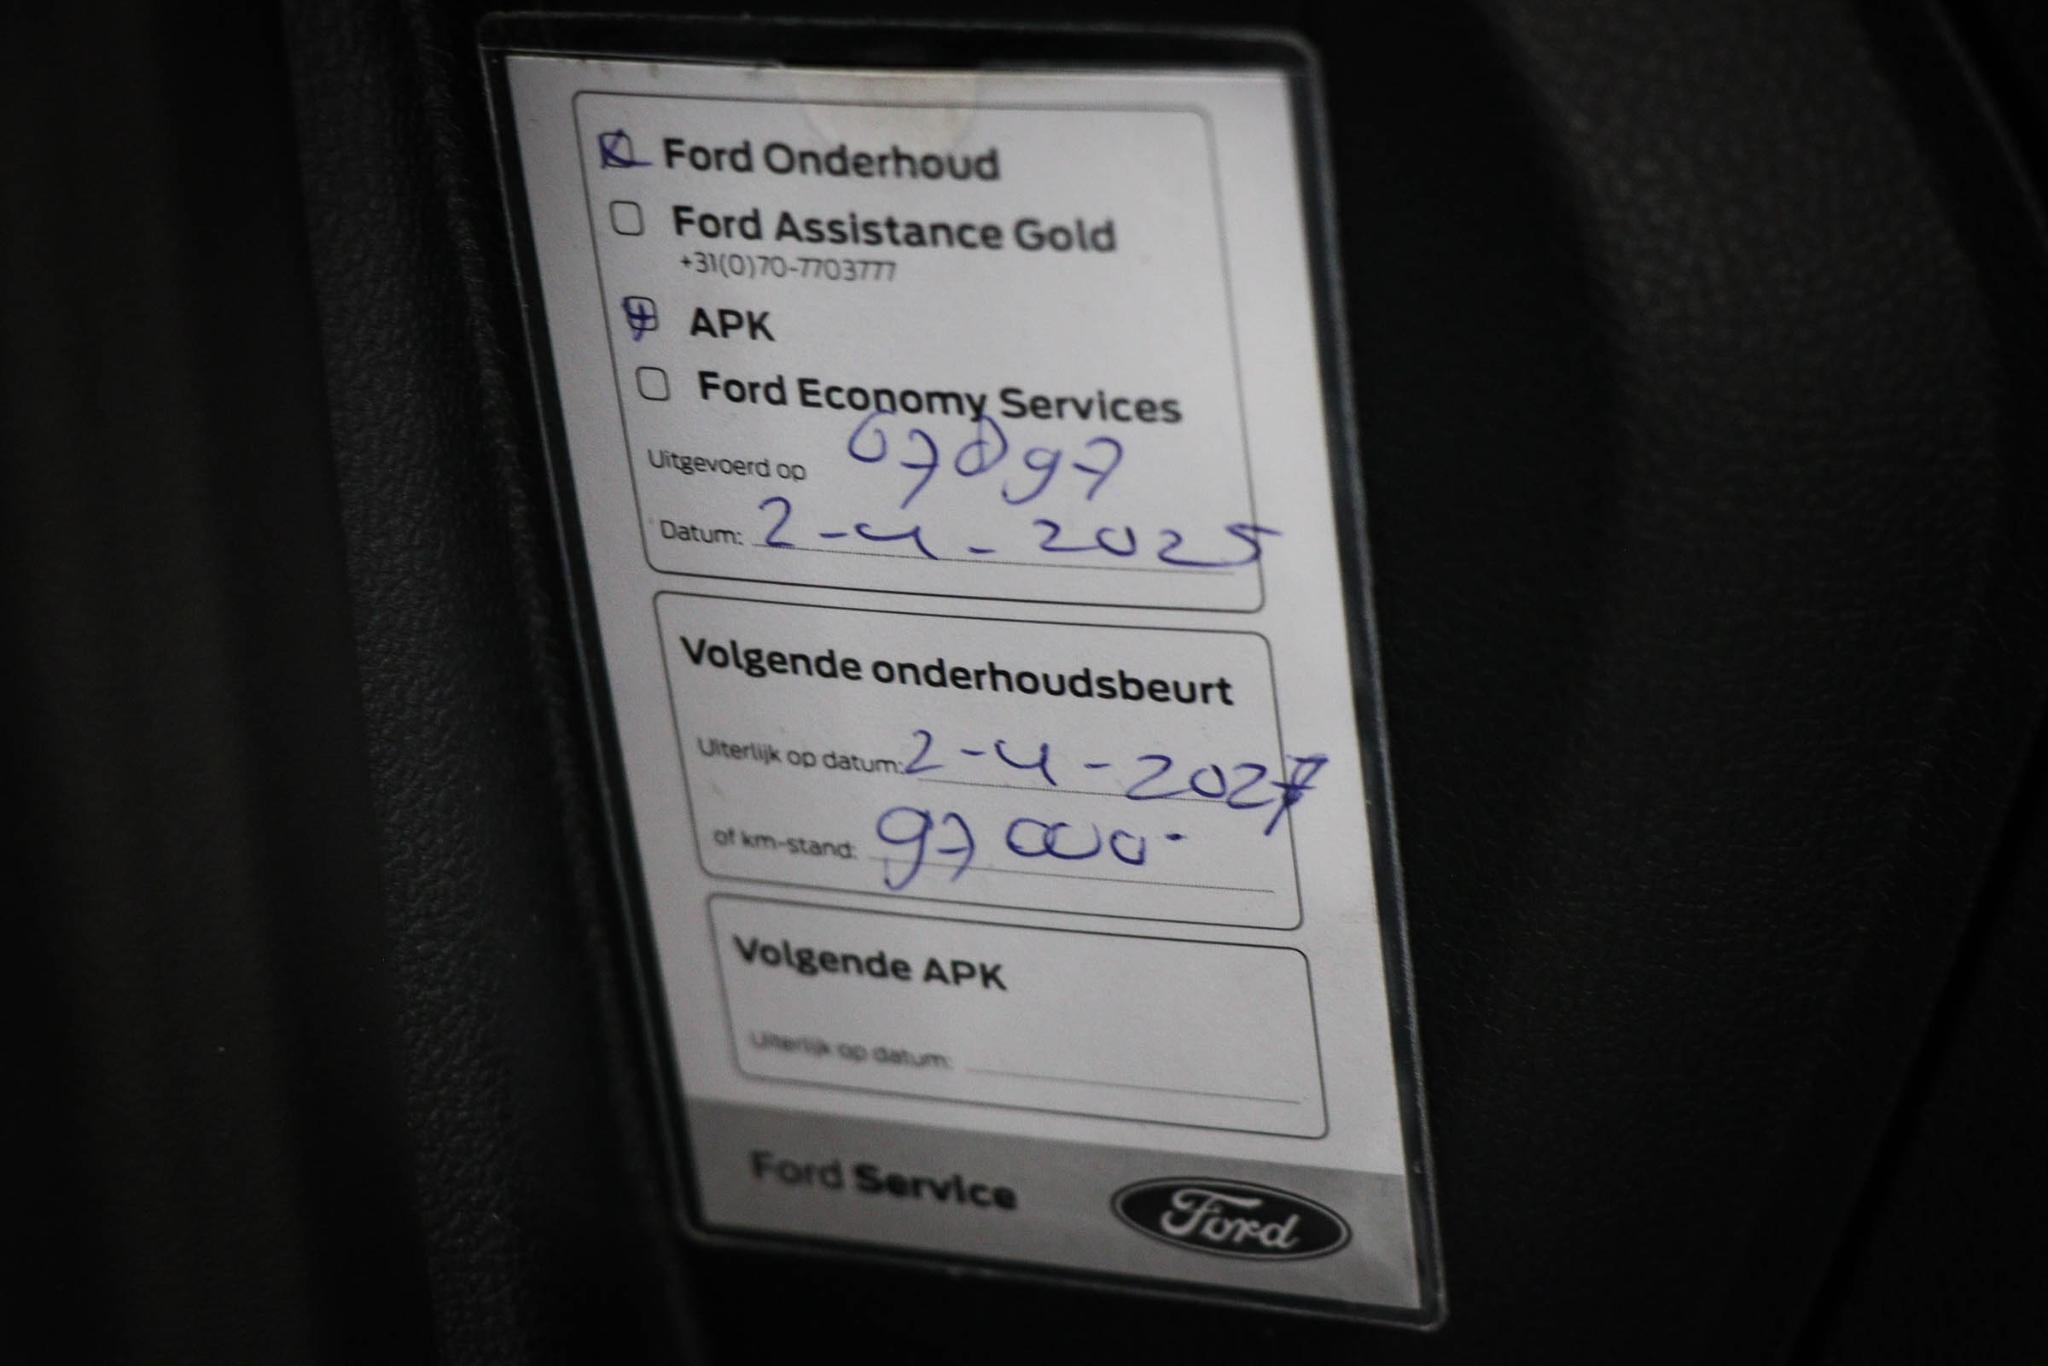 Ford Onderhoud
Ford Assistance Gold
+31(0)70-7703777
APK
Ford Economy Services
Uitgevoerd op 67897
Datum: 2-4-2025
Volgende onderhoudsbeurt
Uiterlijk op datum: 2-4-2027
of km-stand: 97000-
Volgende APK
Uiterlijk op datum:
Ford Service
Ford